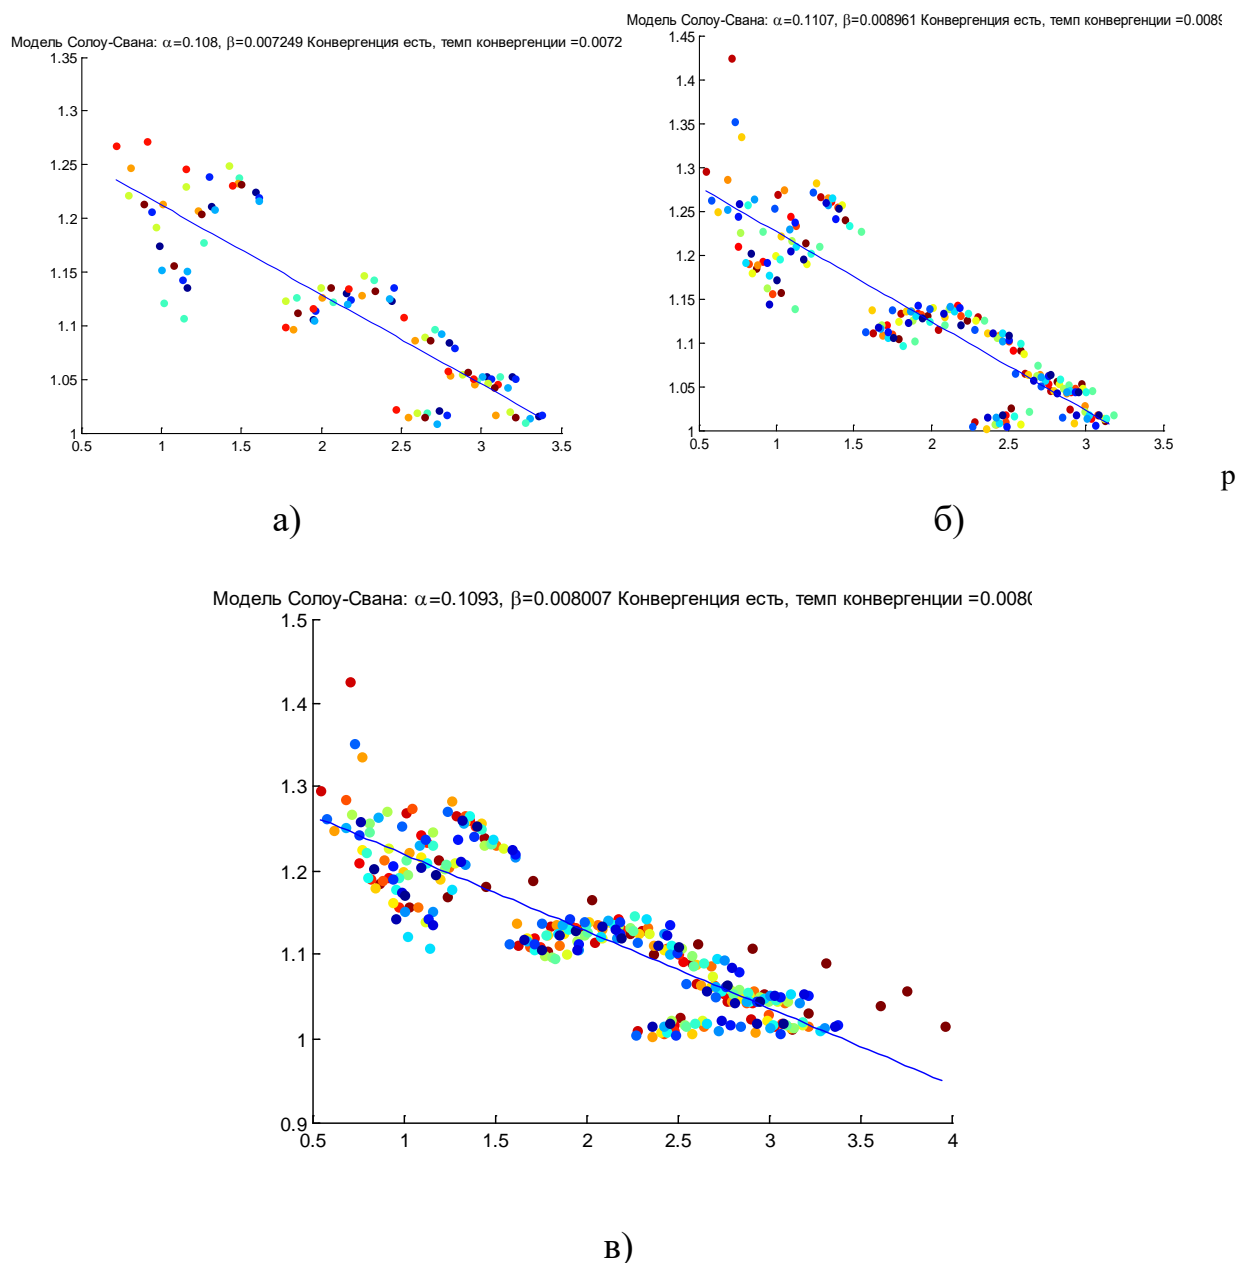 Модель Солоу-Свана: α=0.1107, β=0.008961 Конвергенция есть, темп конвергенции =0.0089
Модель Солоу-Свана: α=0.108, β=0.007249 Конвергенция есть, темп конвергенции =0.0072
1.35
1.3
1.25
1.2
1.15
1.1
1.05
1
0.5 1 1.5 2 2.5 3 3.5
1.45
1.4
1.35
1.3
1.25
1.2
1.15
1.1
1.05
1
0.5 1 1.5 2 2.5 3 3.5
р
а) б)
Модель Солоу-Свана: α=0.1093, β=0.008007 Конвергенция есть, темп конвергенции =0.0080
1.5
1.4
1.3
1.2
1.1
1
0.9
0.5 1 1.5 2 2.5 3 3.5 4
в)